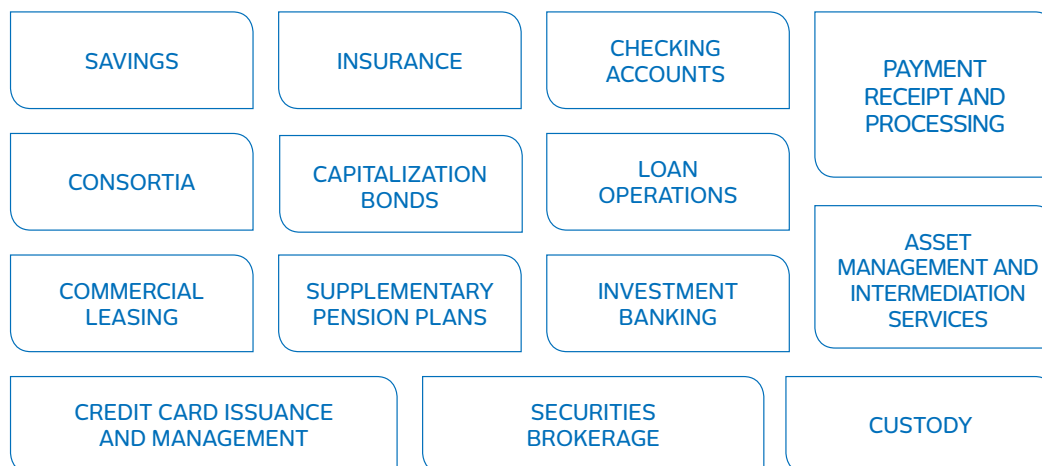 SAVINGS
INSURANCE
CHECKING
ACCOUNTS
PAYMENT
RECEIPT AND
PROCESSING
CONSORTIA
CAPITALIZATION
BONDS
LOAN
OPERATIONS
ASSET
MANAGEMENT AND
INTERMEDIATION
SERVICES
COMMERCIAL
LEASING
SUPPLEMENTARY
PENSION PLANS
INVESTMENT
BANKING
CREDIT CARD ISSUANCE
AND MANAGEMENT
SECURITIES
BROKERAGE
CUSTODY